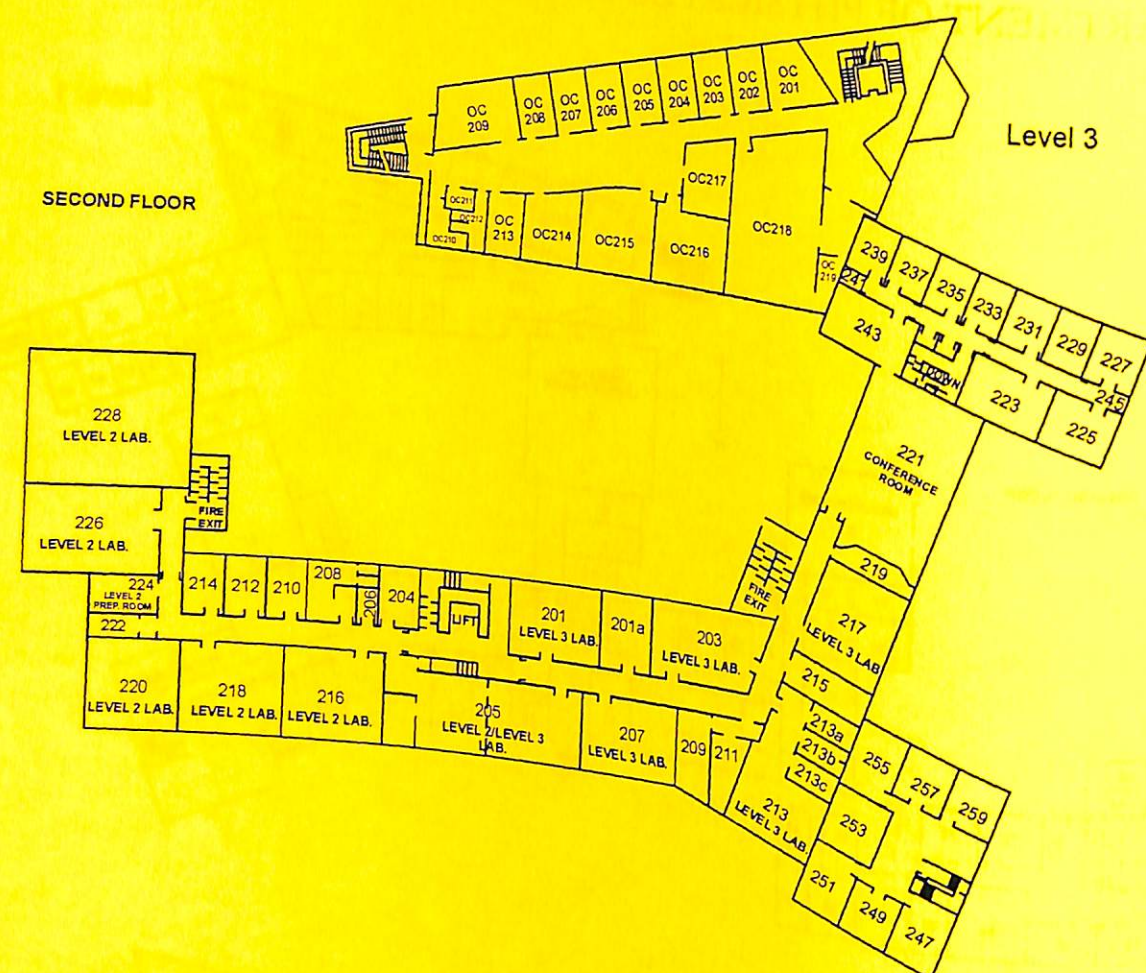 Level 3
SECOND FLOOR
OC
209
OC
208
OC
207
OC
206
OC
205
OC
204
OC
203
OC
202
OC
201
OC211
OC212
OC210
OC
213
OC214
OC215
OC216
OC217
OC218
OC
219
239
237
235
233
231
229
227
243
DOWN
223
245
225
221
CONFERENCE
ROOM
228
LEVEL 2 LAB.
FIRE
EXIT
226
LEVEL 2 LAB.
224
LEVEL 2
PREP. ROOM
222
214
212
210
208
206
204
LIFT
201
LEVEL 3 LAB.
201a
203
LEVEL 3 LAB.
FIRE
EXIT
219
217
LEVEL 3 LAB.
215
220
LEVEL 2 LAB.
218
LEVEL 2 LAB.
216
LEVEL 2 LAB.
205
LEVEL 2/LEVEL 3
LAB.
207
LEVEL 3 LAB.
209
211
213a
213b
213c
213
LEVEL 3 LAB.
255
257
259
253
251
249
247